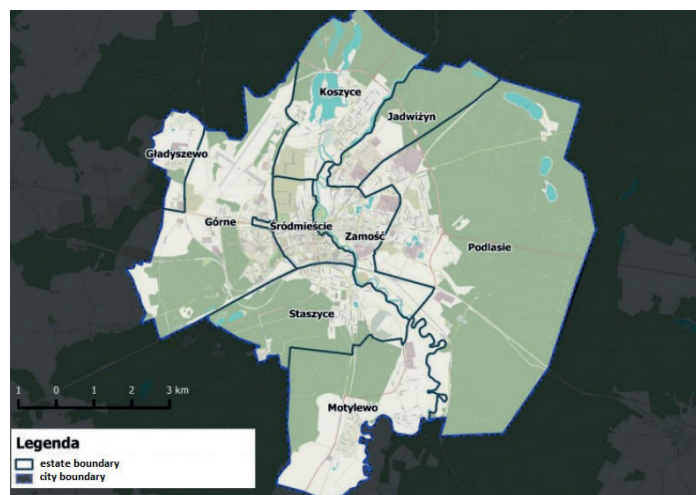 Koszyce
Jadwiżyn
Gładyszewo
Górne
Śródmieście
Zamość
Podlasie
Staszyce
1 0 1 2 3 km
Motylewo
Legenda
estate boundary
city boundary